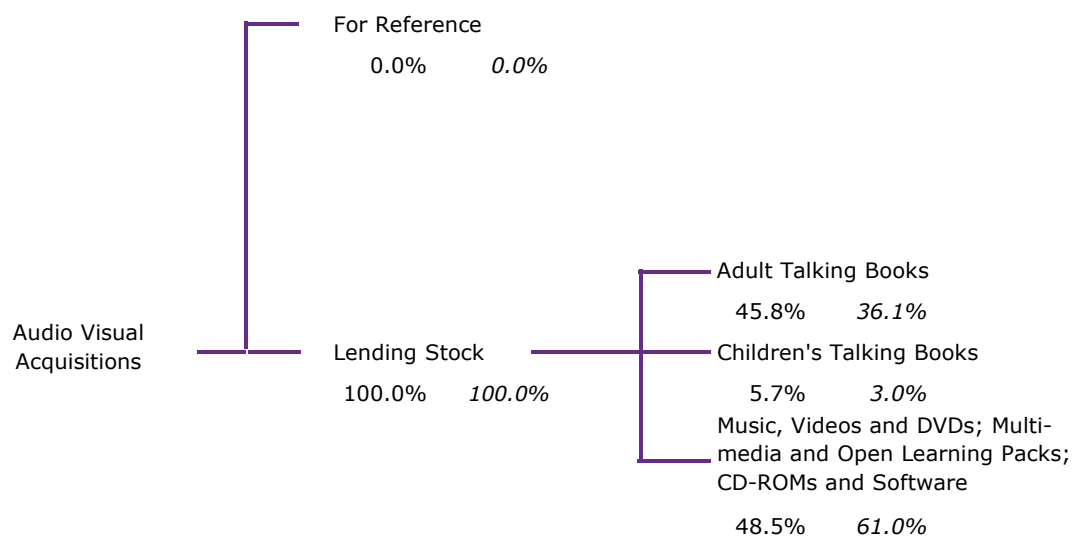 For Reference
0.0% 0.0%
Audio Visual
Acquisitions
Lending Stock
100.0% 100.0%
Adult Talking Books
45.8% 36.1%
Children's Talking Books
5.7% 3.0%
Music, Videos and DVDs; Multi-
media and Open Learning Packs;
CD-ROMs and Software
48.5% 61.0%